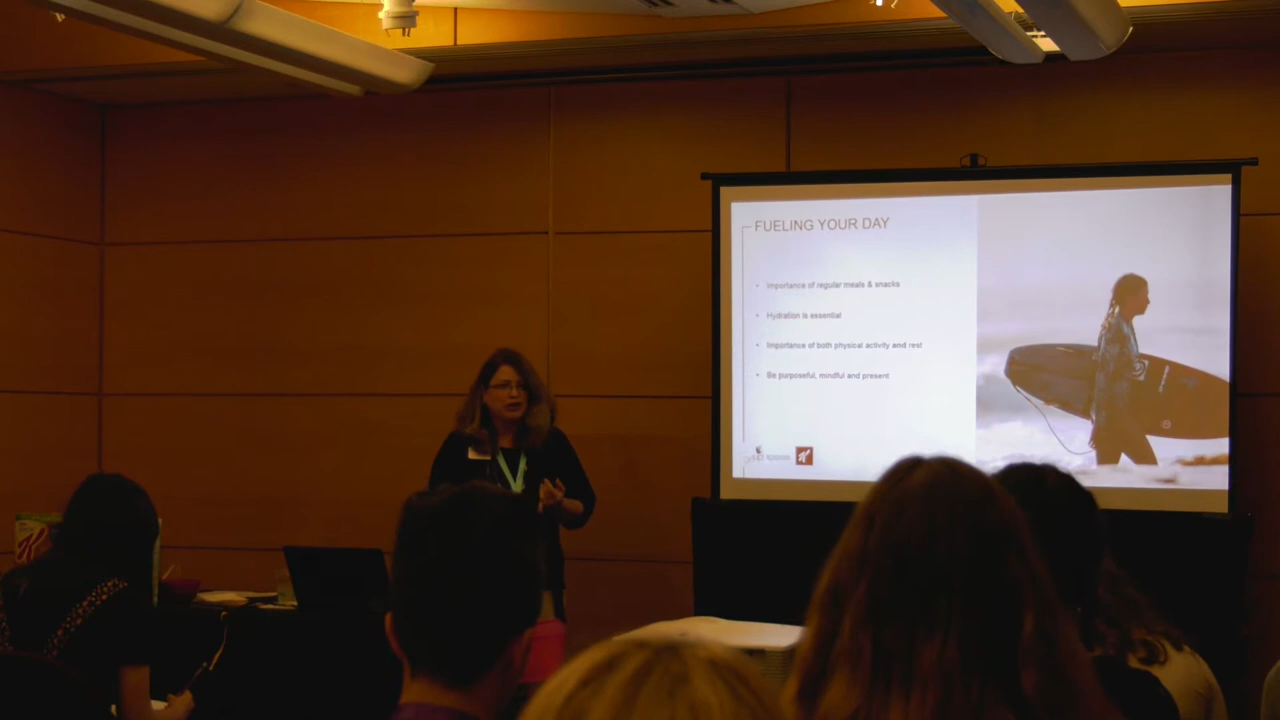 FUELING YOUR DAY
• Importance of regular meals & snacks
• Hydration is essential
• Importance of both physical activity and rest
• Be purposeful, mindful and present